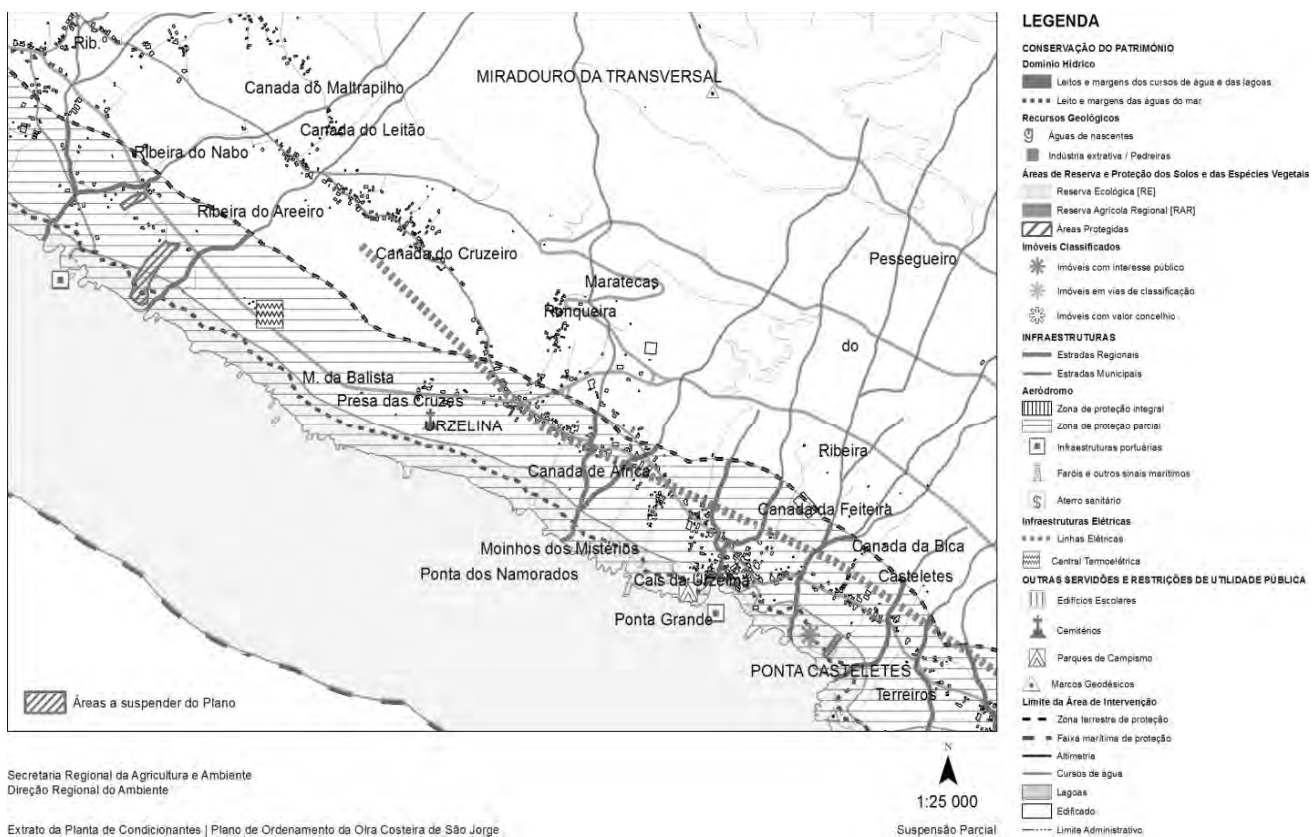 Rib.
MIRADOURO DA TRANSVERSAL
Canada do Maltrapilho
Canada do Leitão
Ribeira do Nabo
Ribeira do Areeiro
Canada do Cruzeiro
Pessegueiro
Maratecas
Ronqueira
do
M. da Balista
Presa das Cruzes
URZELINA
Ribeira
Canada de África
Canada da Feiteira
Moinhos dos Mistérios
Canada da Bica
Ponta dos Namorados
Cais da Urzelina
Casteletes
Ponta Grande
PONTA CASTELETES
Terreiros
Áreas a suspender do Plano
LEGENDA
CONSERVAÇÃO DO PATRIMÓNIO
Domínio Hídrico
Leitos e margens dos cursos de água e das lagoas
Leito e margens das águas do mar
Recursos Geológicos
Águas de nascentes
Indústria extrativa / Pedreiras
Áreas de Reserva e Proteção dos Solos e das Espécies Vegetais
Reserva Ecológica [RE]
Reserva Agrícola Regional [RAR]
Áreas Protegidas
Imóveis Classificados
Imóveis com interesse público
Imóveis em vias de classificação
Imóveis com valor concelhio
INFRAESTRUTURAS
Estradas Regionais
Estradas Municipais
Aeródromo
Zona de proteção integral
Zona de proteção parcial
Infraestruturas portuárias
Faróis e outros sinais marítimos
Aterro sanitário
Infraestruturas Elétricas
Linhas Elétricas
Central Termoelétrica
OUTRAS SERVIDÕES E RESTRIÇÕES DE UTILIDADE PÚBLICA
Edifícios Escolares
Cemitérios
Parques de Campismo
Marcos Geodésicos
Limite da Área de Intervenção
Zona terrestre de proteção
Faixa marítima de proteção
Altimetria
Cursos de água
Lagoas
Edificado
Limite Administrativo
Secretaria Regional da Agricultura e Ambiente
Direção Regional do Ambiente
N
1:25 000
Extrato da Planta de Condicionantes | Plano de Ordenamento da Olra Costeira de São Jorge
Suspensão Parcial